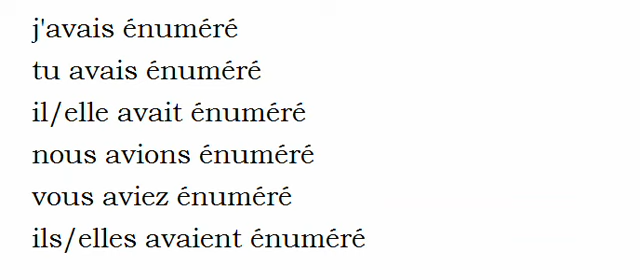 j'avais énuméré
tu avais énuméré
il/elle avait énuméré
nous avions énuméré
vous aviez énuméré
ils/elles avaient énuméré